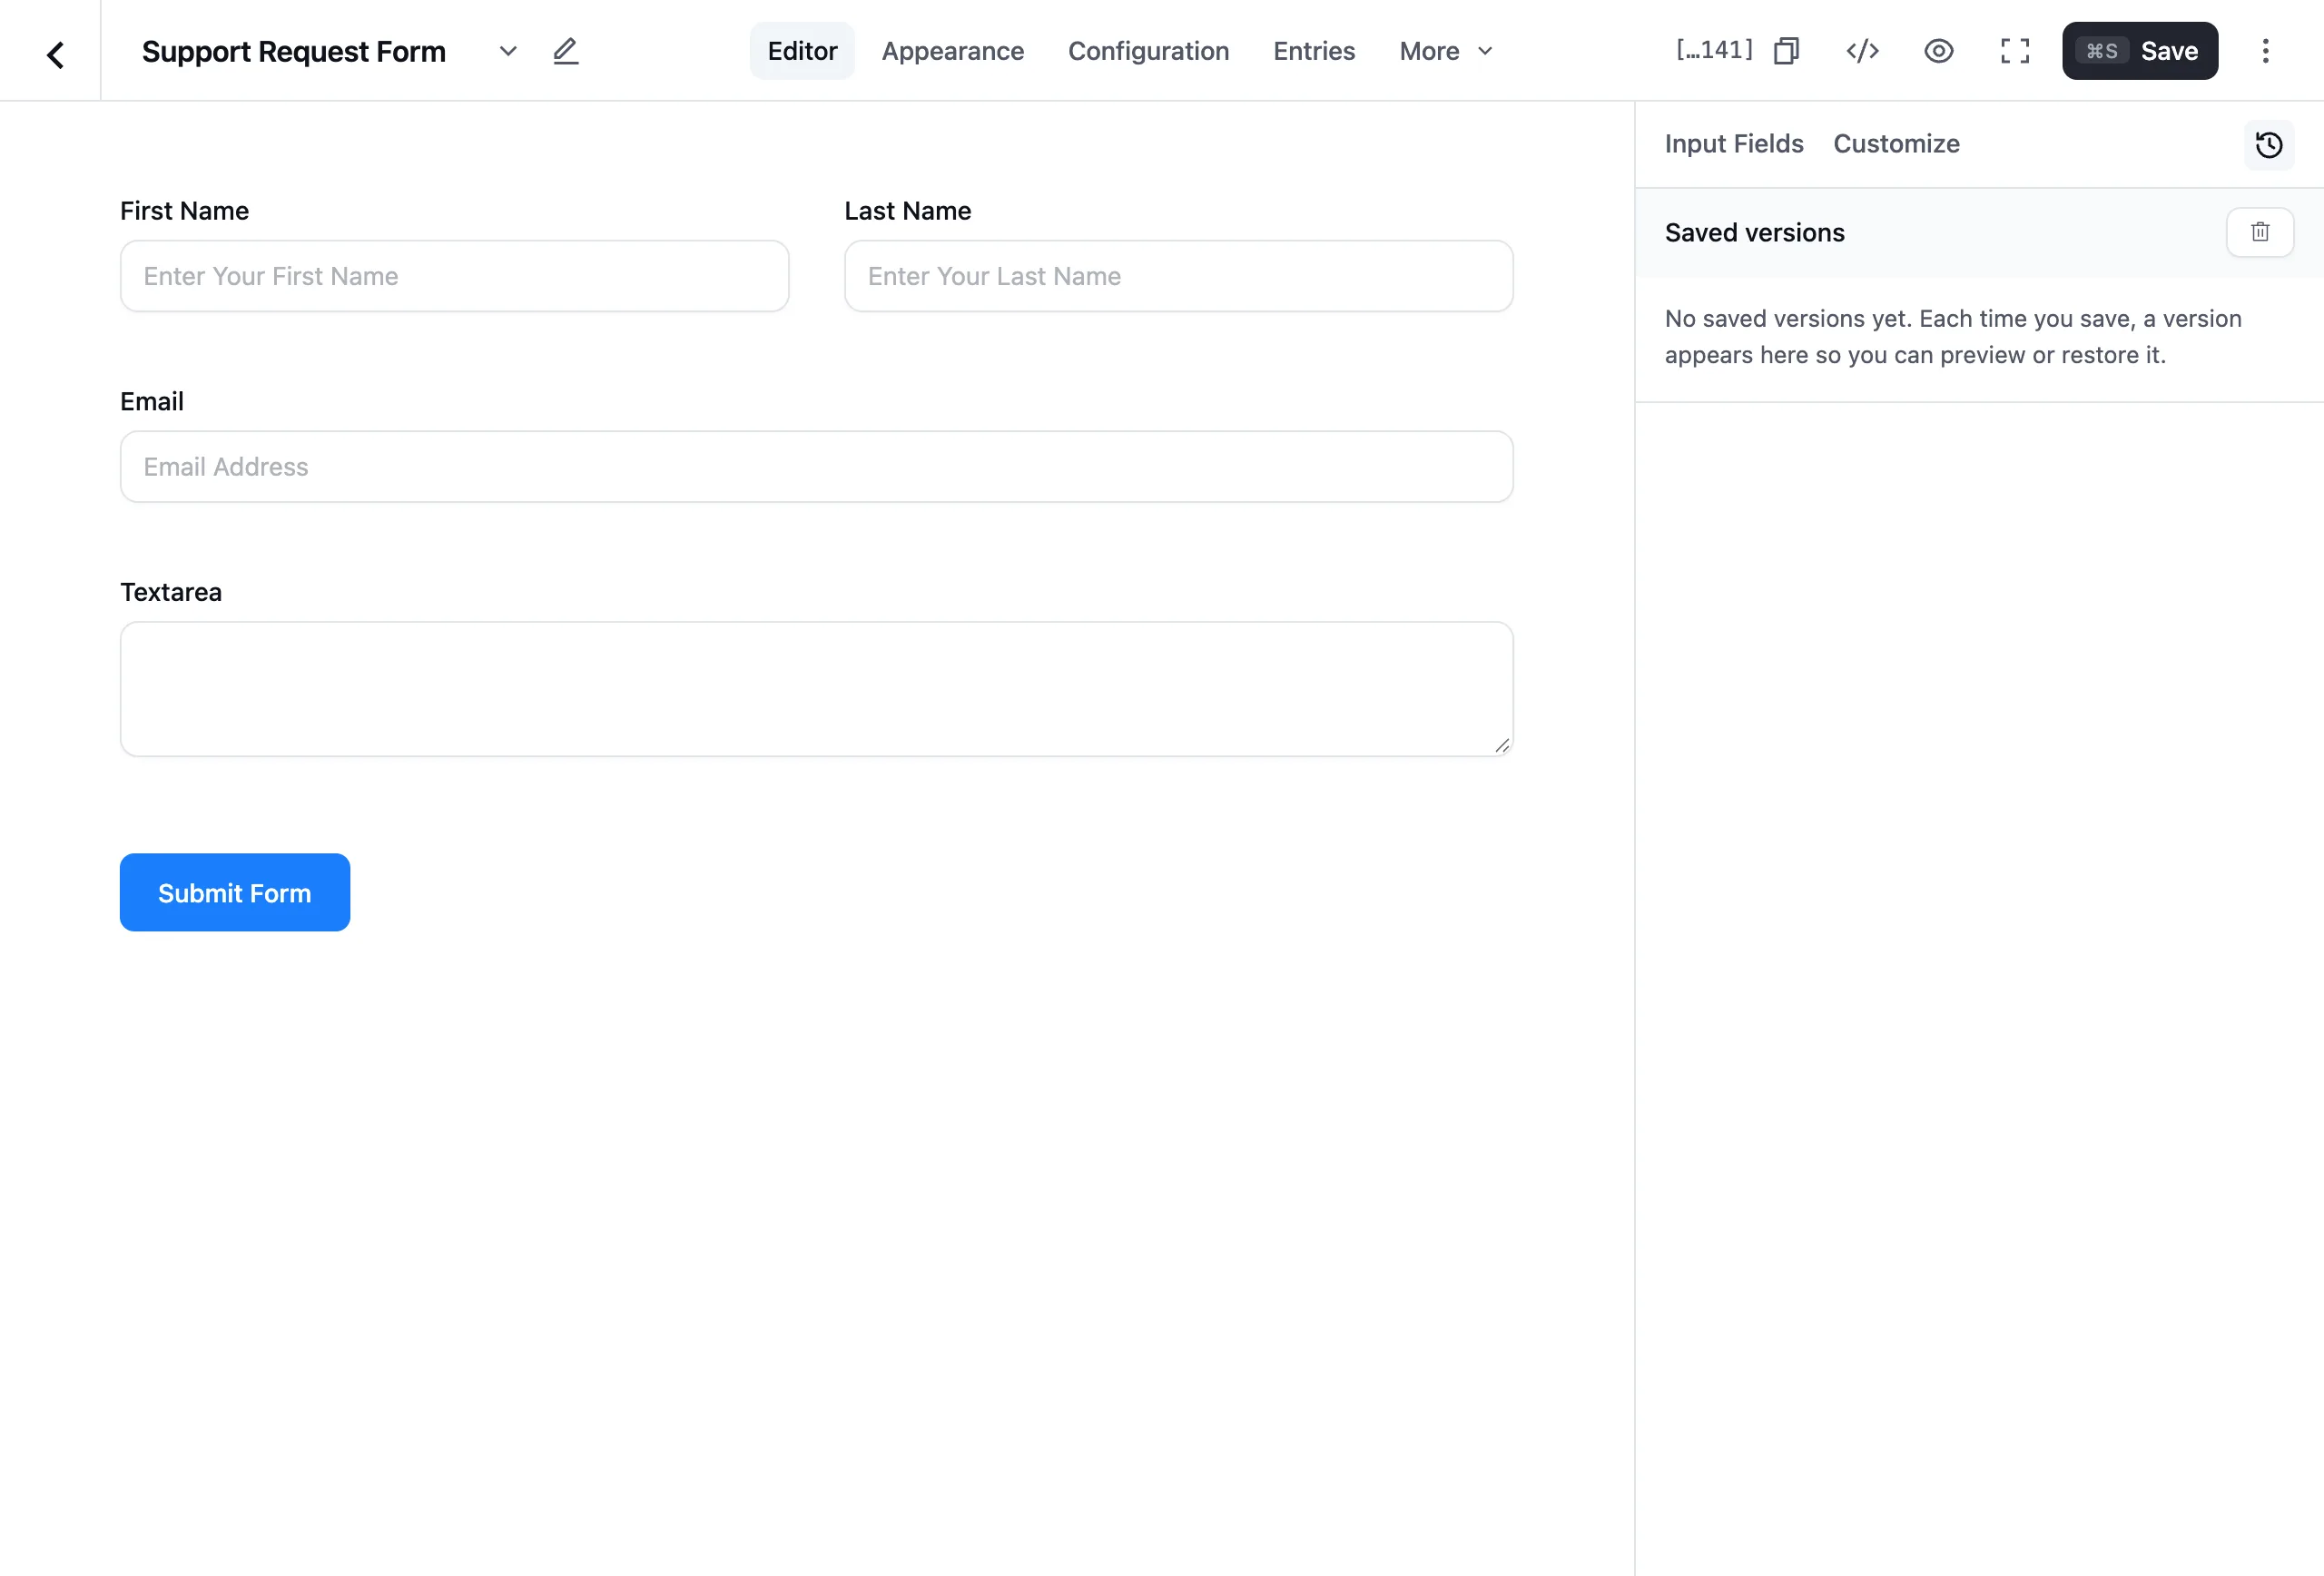 Support Request Form
Editor
Appearance
Configuration
Entries
More
[...141]
⌘S Save
Input Fields
Customize
Saved versions
No saved versions yet. Each time you save, a version
appears here so you can preview or restore it.
First Name
Last Name
Enter Your First Name
Enter Your Last Name
Email
Email Address
Textarea
Submit Form